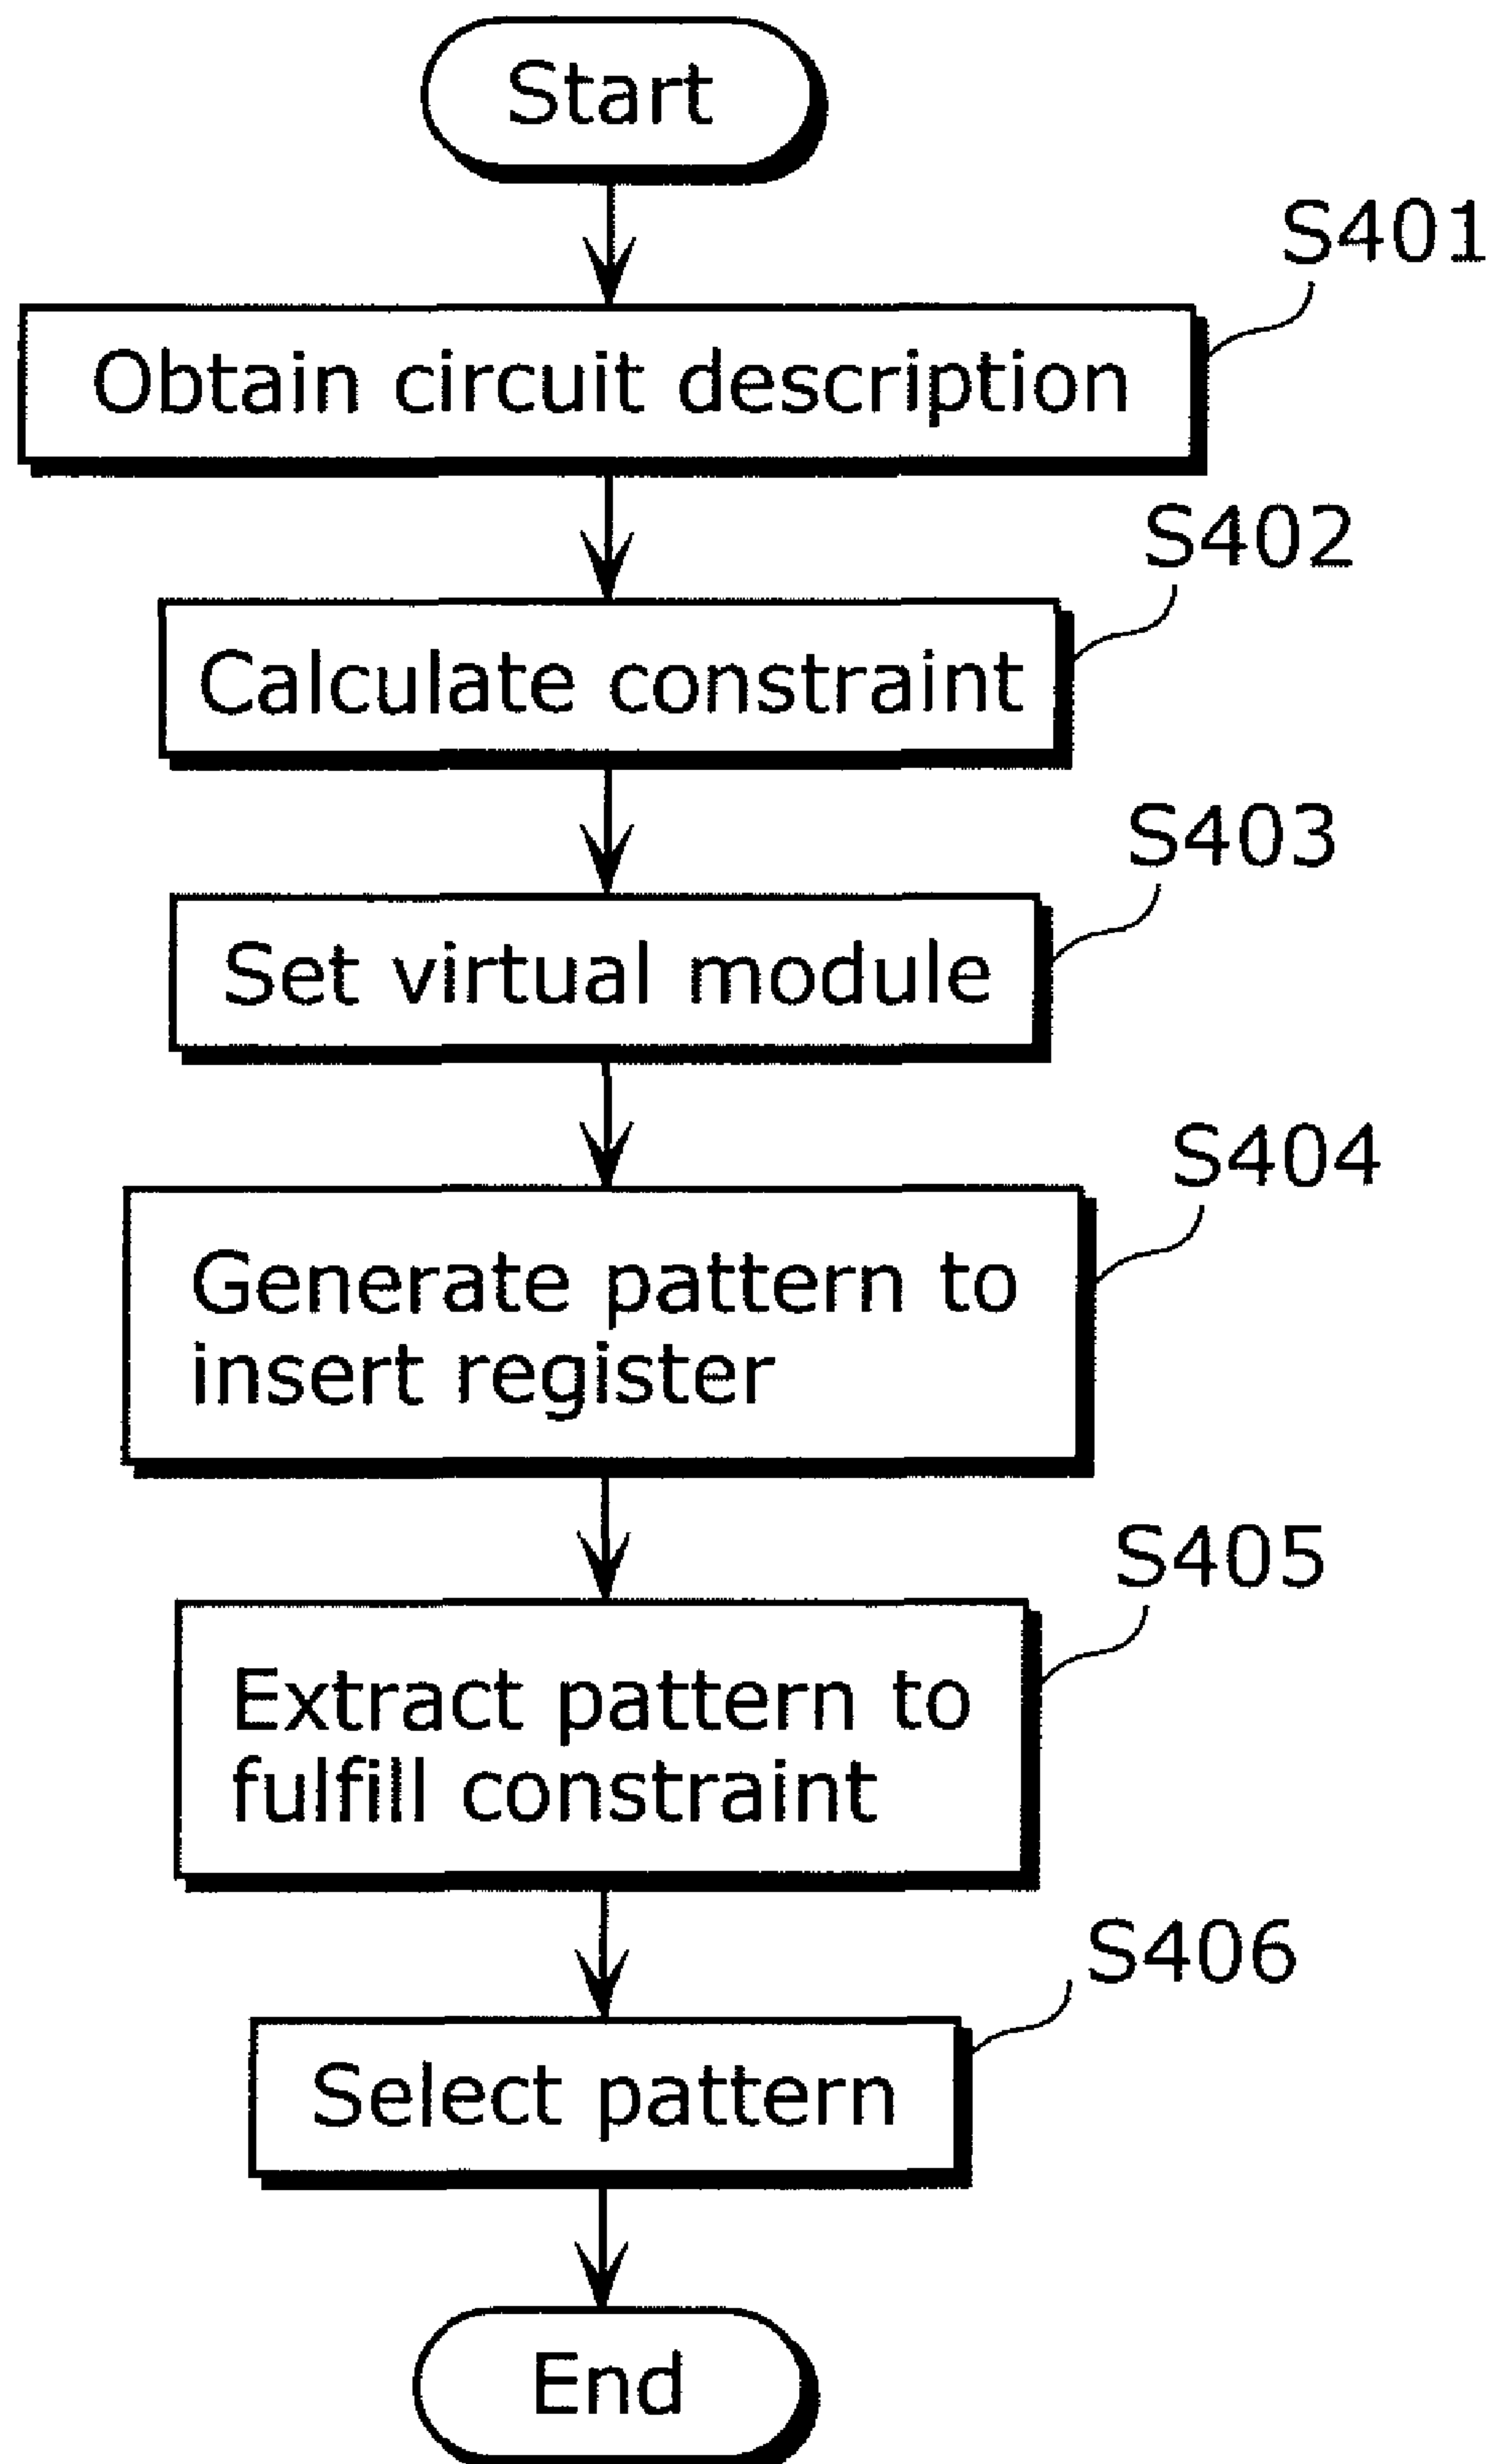 Start
S401
Obtain circuit description
S402
Calculate constraint
S403
Set virtual module
S404
Generate pattern to
insert register
S405
Extract pattern to
fulfill constraint
S406
Select pattern
End